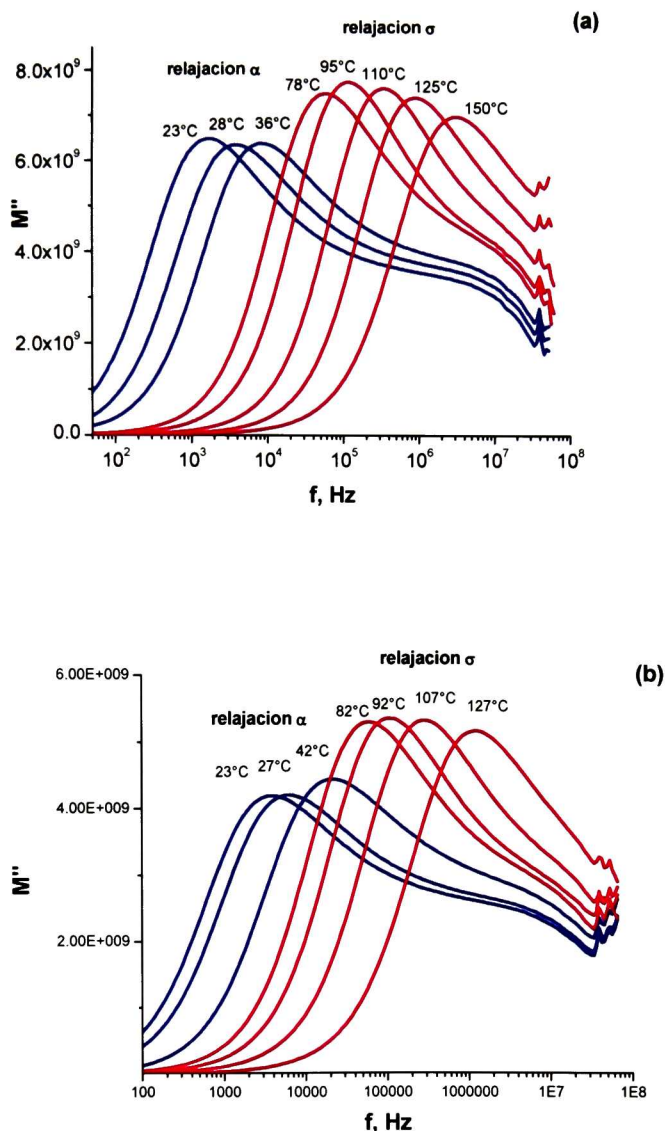 (a)
relajacion σ
relajacion α
95°C
110°C
78°C
125°C
150°C
23°C
28°C
36°C
8.0x10⁹
6.0x10⁹
4.0x10⁹
2.0x10⁹
0.0
M"
10² 10³ 10⁴ 10⁵ 10⁶ 10⁷ 10⁸
f, Hz
(b)
relajacion σ
relajacion α
82°C
92°C
107°C
127°C
23°C
27°C
42°C
6.00E+009
4.00E+009
2.00E+009
M"
100 1000 10000 100000 1000000 1E7 1E8
f, Hz